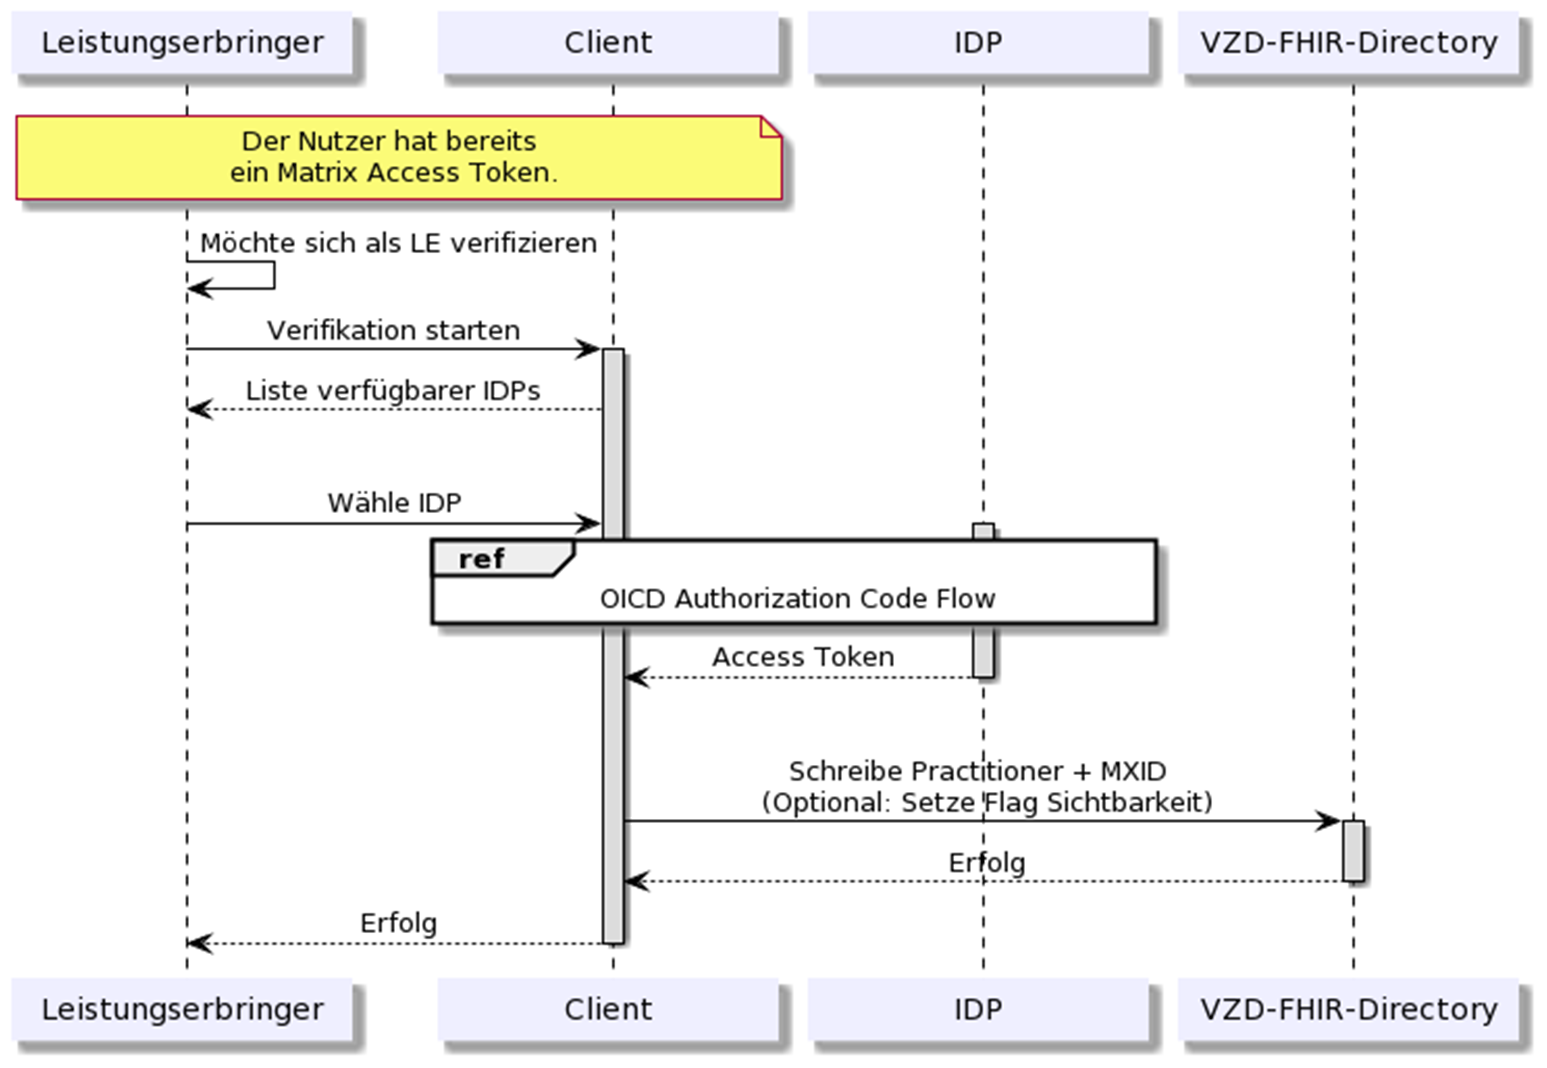 Leistungserbringer
Client
IDP
VZD-FHIR-Directory
Der Nutzer hat bereits
ein Matrix Access Token.
Möchte sich als LE verifizieren
Verifikation starten
Liste verfügbarer IDPs
Wähle IDP
ref
OICD Authorization Code Flow
Access Token
Schreibe Practitioner + MXID
(Optional: Setze Flag Sichtbarkeit)
Erfolg
Erfolg
Leistungserbringer
Client
IDP
VZD-FHIR-Directory